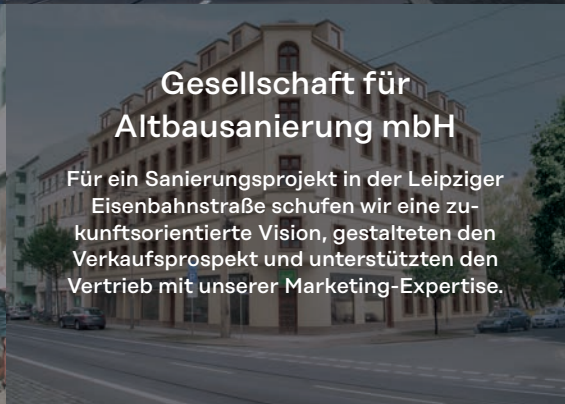 Gesellschaft für
Altbausanierung mbH
Für ein Sanierungsprojekt in der Leipziger
Eisenbahnstraße schufen wir eine zu-
kunftsorientierte Vision, gestalteten den
Verkaufsprospekt und unterstützten den
Vertrieb mit unserer Marketing-Expertise.